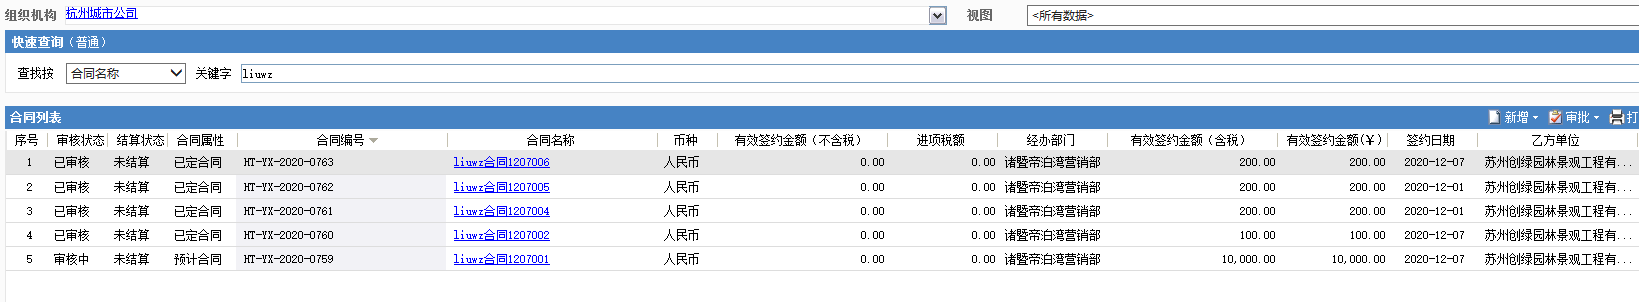 组织机构 杭州城市公司 视图 <所有数据>
快速查询（普通）
查找按 合同名称 关键字 liuwz
合同列表 新增 审批 打
序号 审核状态 结算状态 合同属性 合同编号 合同名称 币种 有效签约金额（不含税） 进项税额 经办部门 有效签约金额（含税） 有效签约金额(￥) 签约日期 乙方单位
1 已审核 未结算 已定合同 HT-YX-2020-0763 liuwz合同1207006 人民币 0.00 0.00 诸暨帝泊湾营销部 200.00 200.00 2020-12-07 苏州创绿园林景观工程有...
2 已审核 未结算 已定合同 HT-YX-2020-0762 liuwz合同1207005 人民币 0.00 0.00 诸暨帝泊湾营销部 200.00 200.00 2020-12-01 苏州创绿园林景观工程有...
3 已审核 未结算 已定合同 HT-YX-2020-0761 liuwz合同1207004 人民币 0.00 0.00 诸暨帝泊湾营销部 200.00 200.00 2020-12-01 苏州创绿园林景观工程有...
4 已审核 未结算 已定合同 HT-YX-2020-0760 liuwz合同1207002 人民币 0.00 0.00 诸暨帝泊湾营销部 100.00 100.00 2020-12-07 苏州创绿园林景观工程有...
5 审核中 未结算 预计合同 HT-YX-2020-0759 liuwz合同1207001 人民币 0.00 0.00 诸暨帝泊湾营销部 10,000.00 10,000.00 2020-12-07 苏州创绿园林景观工程有...